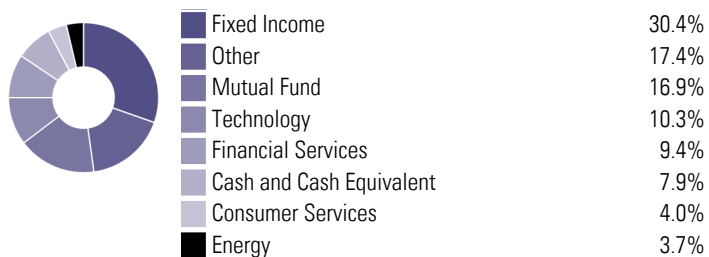 Fixed Income 30.4%
Other 17.4%
Mutual Fund 16.9%
Technology 10.3%
Financial Services 9.4%
Cash and Cash Equivalent 7.9%
Consumer Services 4.0%
Energy 3.7%